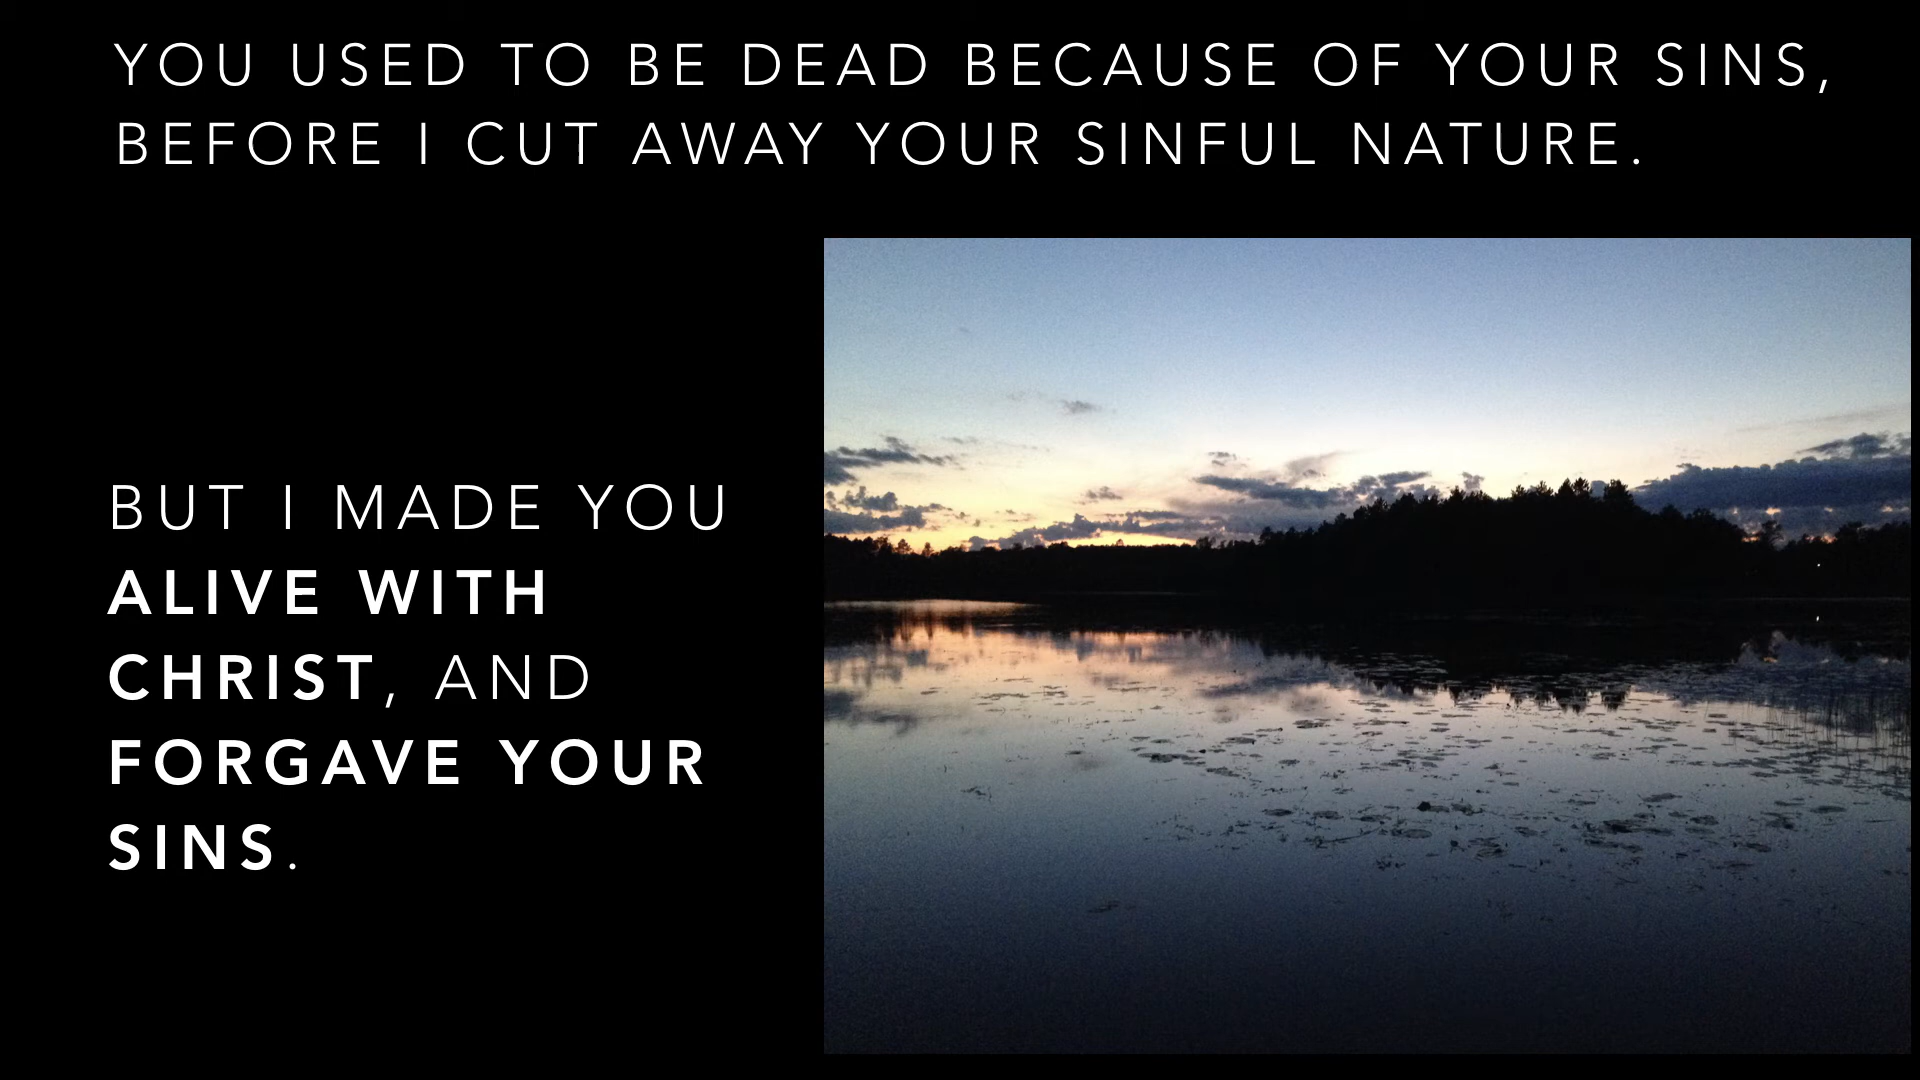 YOU USED TO BE DEAD BECAUSE OF YOUR SINS,
BEFORE I CUT AWAY YOUR SINFUL NATURE.
BUT I MADE YOU
ALIVE WITH
CHRIST, AND
FORGAVE YOUR
SINS.